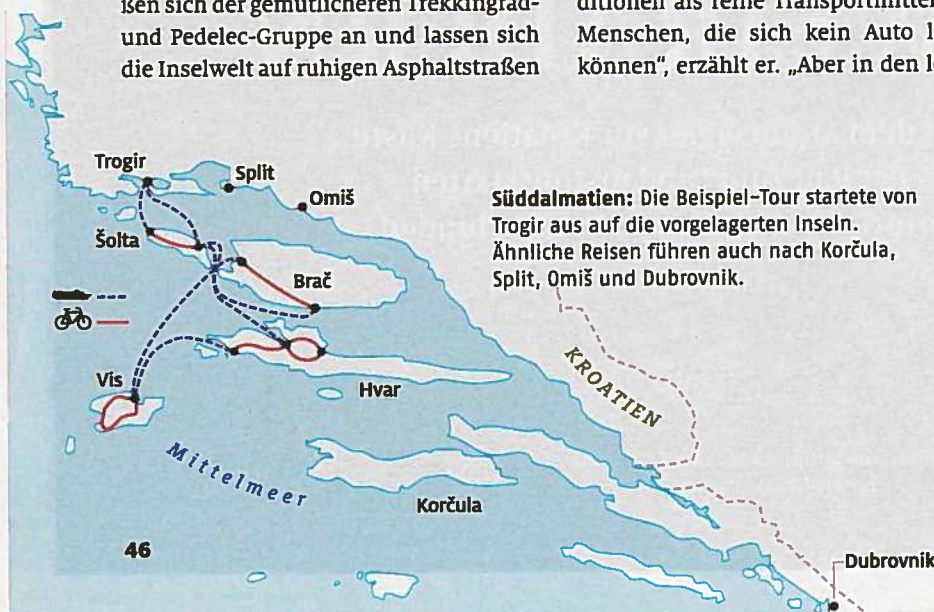 ßen sich der gemütlicheren Trekkingrad-
und Pedelec-Gruppe an und lassen sich
die Inselwelt auf ruhigen Asphaltstraßen
Menschen, die sich kein Auto l
können“, erzählt er. „Aber in den l
Trogir
Split
Omiš
Süddalmatien: Die Beispiel-Tour startete von
Trogir aus auf die vorgelagerten Inseln.
Ähnliche Reisen führen auch nach Korčula,
Split, Omiš und Dubrovnik.
Šolta
Brač
KROATIEN
Vis
Hvar
Mittelmeer
Korčula
46
Dubrovnik